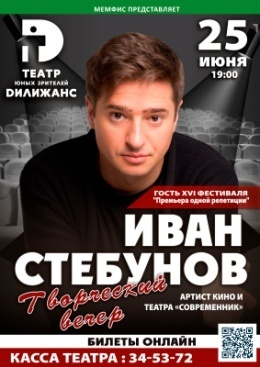 МЕМФИС ПРЕДСТАВЛЯЕТ
ТЕАТР
ЮНЫХ ЗРИТЕЛЕЙ
DИЛИЖАНС
25
ИЮНЯ
19:00
ГОСТЬ XVI ФЕСТИВАЛЯ
"Премьера одной репетиции"
ИВАН
СТЕБУНОВ
Творческий
вечер
АРТИСТ КИНО И
ТЕАТРА «СОВРЕМЕННИК»
БИЛЕТЫ ОНЛАЙН
КАССА ТЕАТРА : 34-53-72